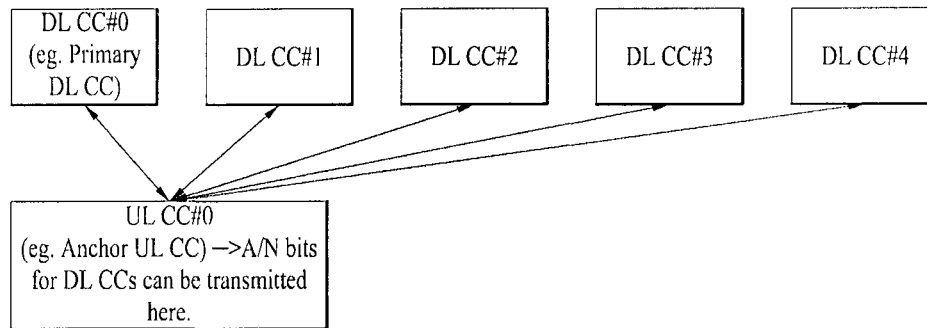 DL CC#0
(eg. Primary
DL CC)
DL CC#1
DL CC#2
DL CC#3
DL CC#4
UL CC#0
(eg. Anchor UL CC) —>A/N bits
for DL CCs can be transmitted
here.